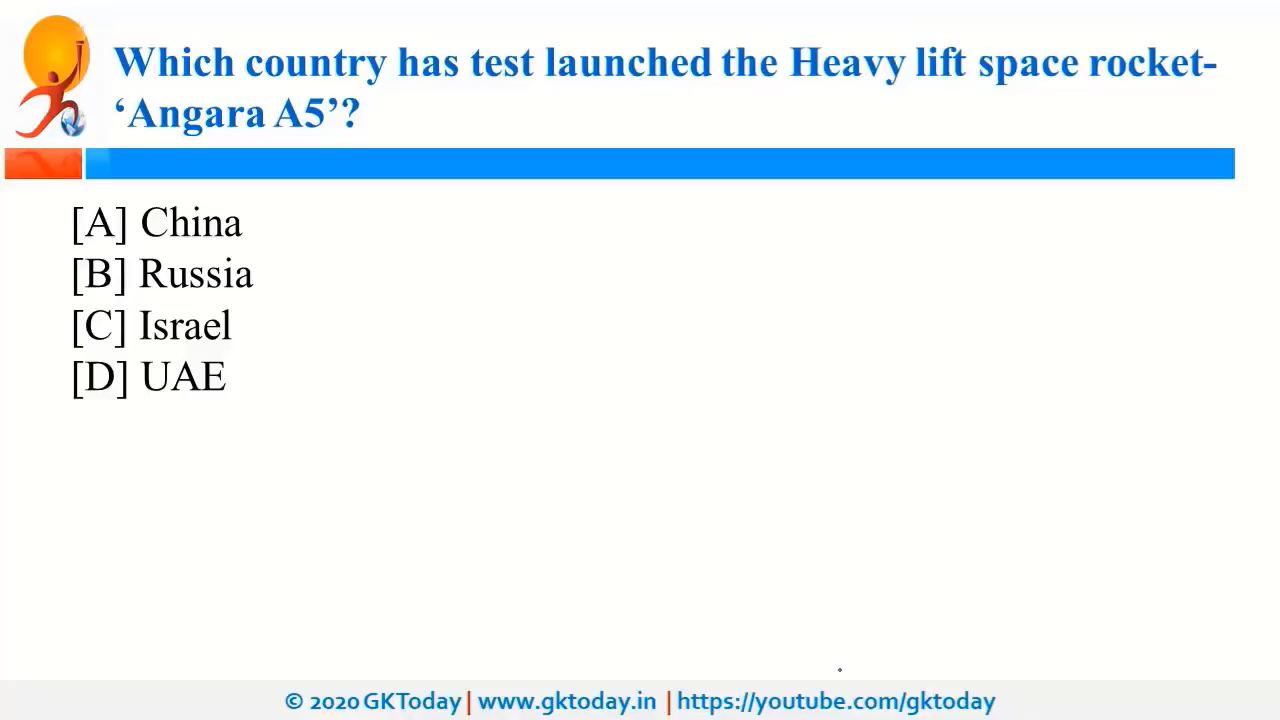 Which country has test launched the Heavy lift space rocket-
‘Angara A5’?
[A] China
[B] Russia
[C] Israel
[D] UAE
© 2020 GKToday | www.gktoday.in | https://youtube.com/gktoday